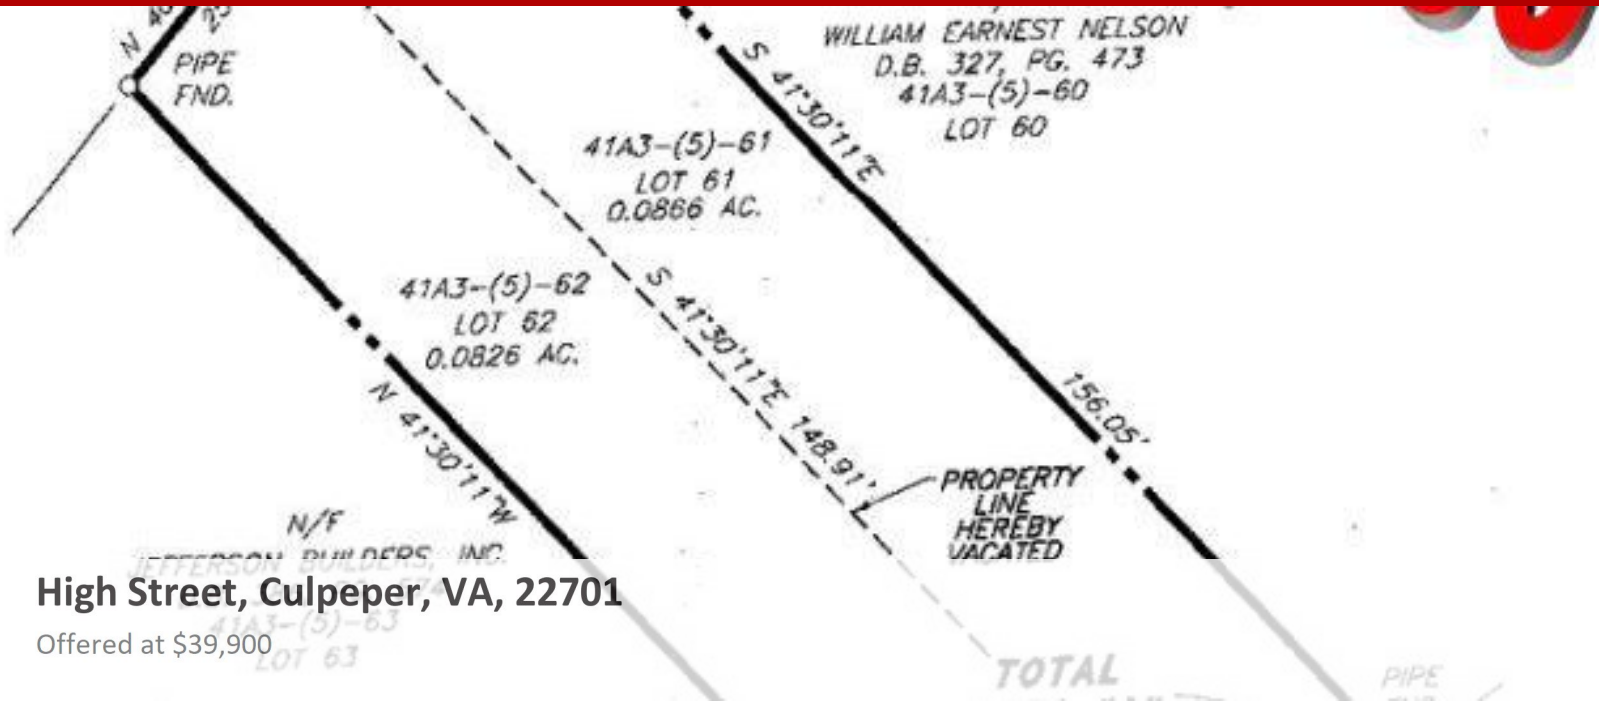 PIPE
FND.
WILLIAM EARNEST NELSON
D.B. 327, PG. 473
41A3-(5)-60
LOT 60
S 41°30'11"E
156.05'
41A3-(5)-61
LOT 61
0.0866 AC.
S 41°30'11"E 148.91'
41A3-(5)-62
LOT 62
0.0826 AC.
N 41°30'11"W
PROPERTY
LINE
HEREBY
VACATED
N/F
JEFFERSON BUILDERS, INC.
41A3-(5)-63
LOT 63
High Street, Culpeper, VA, 22701
Offered at $39,900
TOTAL
PIPE